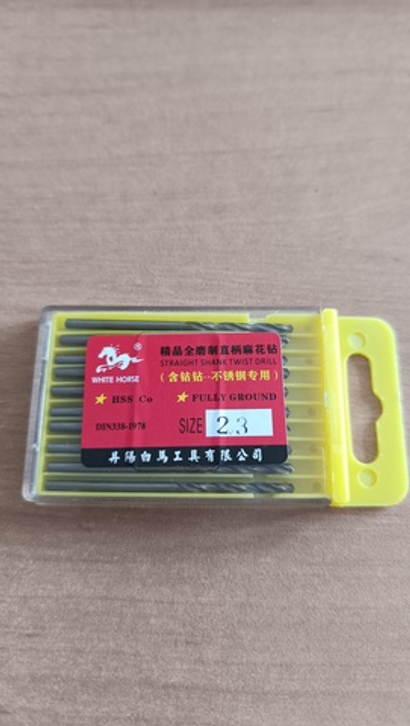 ®
WHITE HORSE
精品全磨制直柄麻花钻
STRAIGHT SHANK TWIST DRILL
(含钴钻··不锈钢专用)
HSS Co
FULLY GROUND
DIN338-1978
SIZE 2.3
丹陽白馬工具有限公司